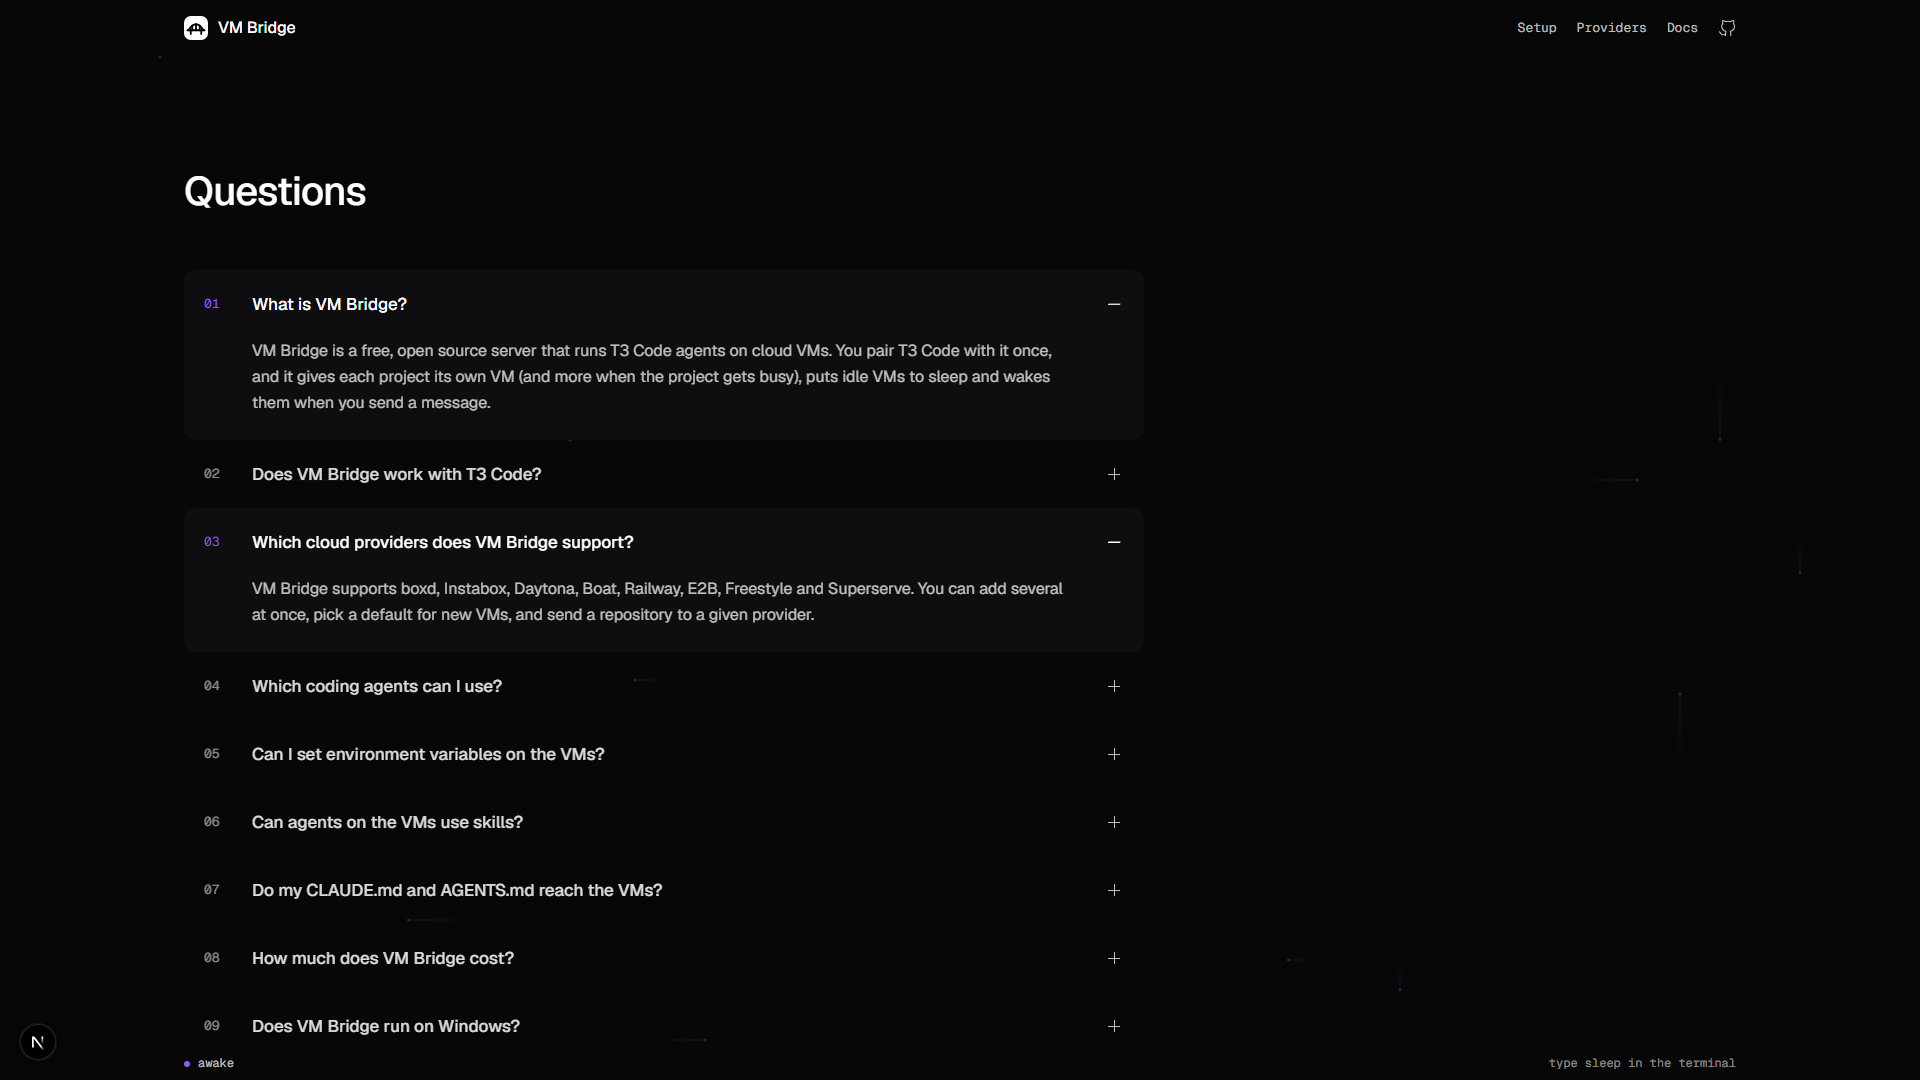 VM Bridge
Setup Providers Docs
Questions
01 What is VM Bridge?
VM Bridge is a free, open source server that runs T3 Code agents on cloud VMs. You pair T3 Code with it once,
and it gives each project its own VM (and more when the project gets busy), puts idle VMs to sleep and wakes
them when you send a message.
02 Does VM Bridge work with T3 Code?
03 Which cloud providers does VM Bridge support?
VM Bridge supports boxd, Instabox, Daytona, Boat, Railway, E2B, Freestyle and Superserve. You can add several
at once, pick a default for new VMs, and send a repository to a given provider.
04 Which coding agents can I use?
05 Can I set environment variables on the VMs?
06 Can agents on the VMs use skills?
07 Do my CLAUDE.md and AGENTS.md reach the VMs?
08 How much does VM Bridge cost?
09 Does VM Bridge run on Windows?
N
awake
type sleep in the terminal